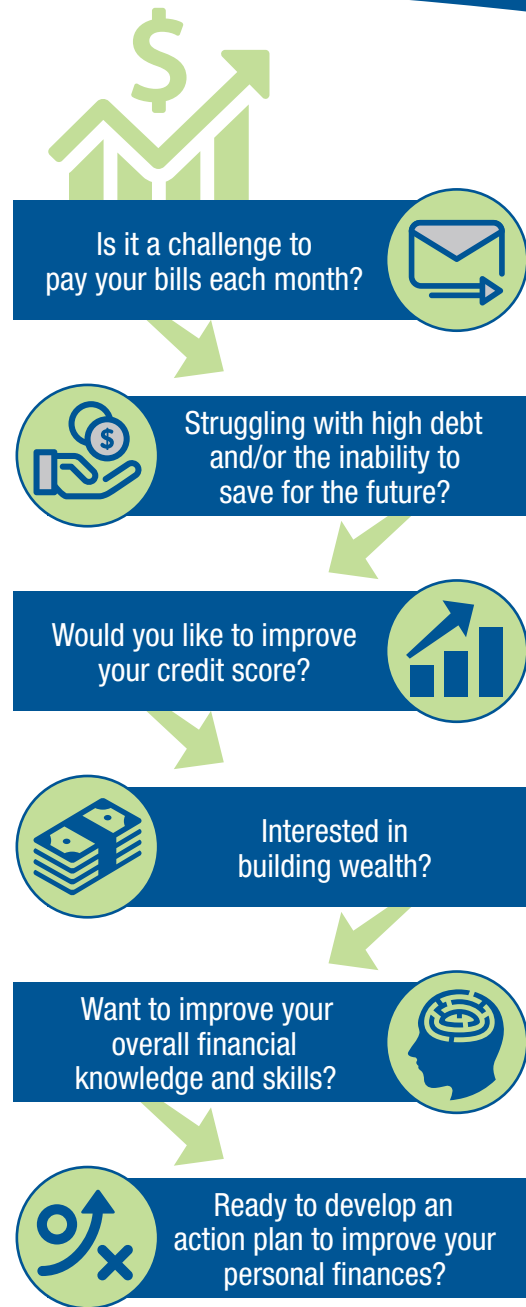 $
Is it a challenge to
pay your bills each month?
$
Struggling with high debt
and/or the inability to
save for the future?
Would you like to improve
your credit score?
Interested in
building wealth?
Want to improve your
overall financial
knowledge and skills?
Ready to develop an
action plan to improve your
personal finances?